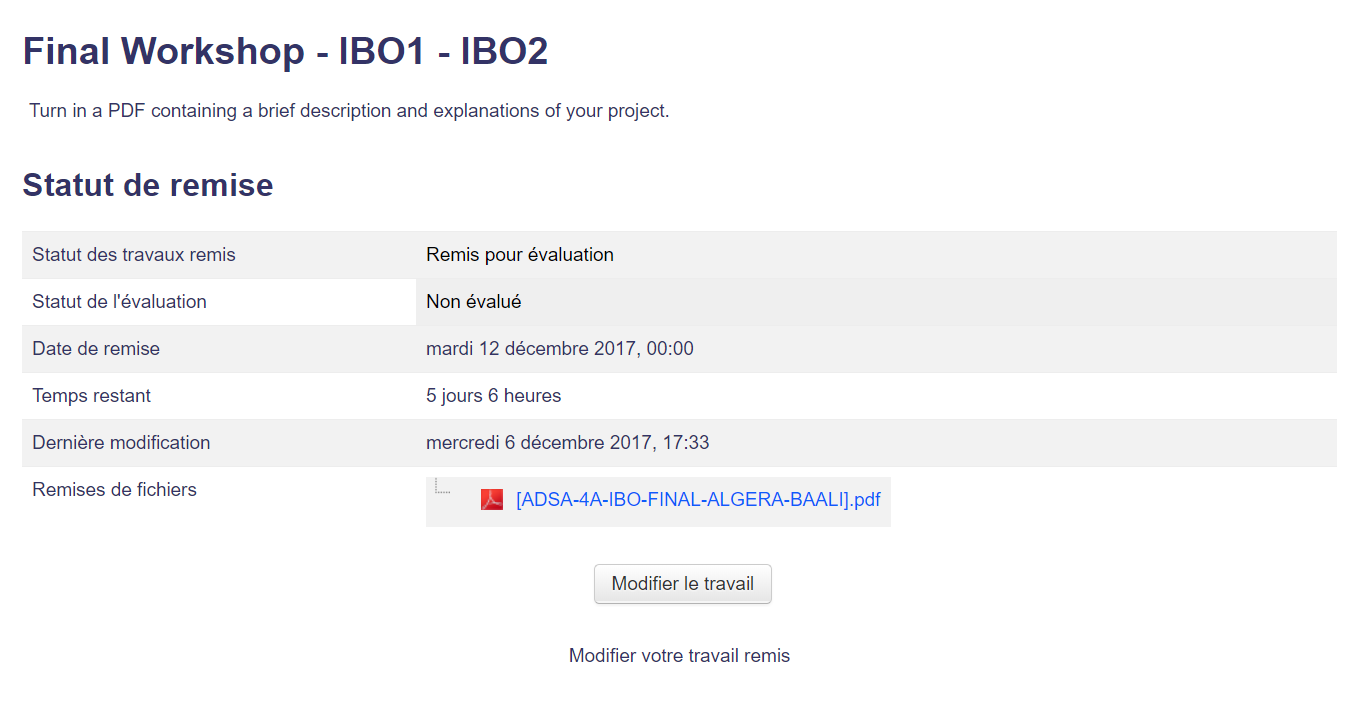 Final Workshop - IBO1 - IBO2
Turn in a PDF containing a brief description and explanations of your project.
Statut de remise
Statut des travaux remis Remis pour évaluation
Statut de l'évaluation Non évalué
Date de remise mardi 12 décembre 2017, 00:00
Temps restant 5 jours 6 heures
Dernière modification mercredi 6 décembre 2017, 17:33
Remises de fichiers [ADSA-4A-IBO-FINAL-ALGERA-BAALI].pdf
Modifier le travail
Modifier votre travail remis